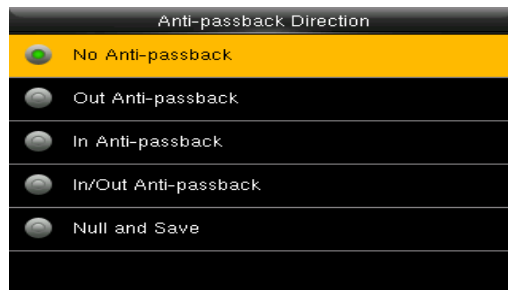 Anti-passback Direction
No Anti-passback
Out Anti-passback
In Anti-passback
In/Out Anti-passback
Null and Save